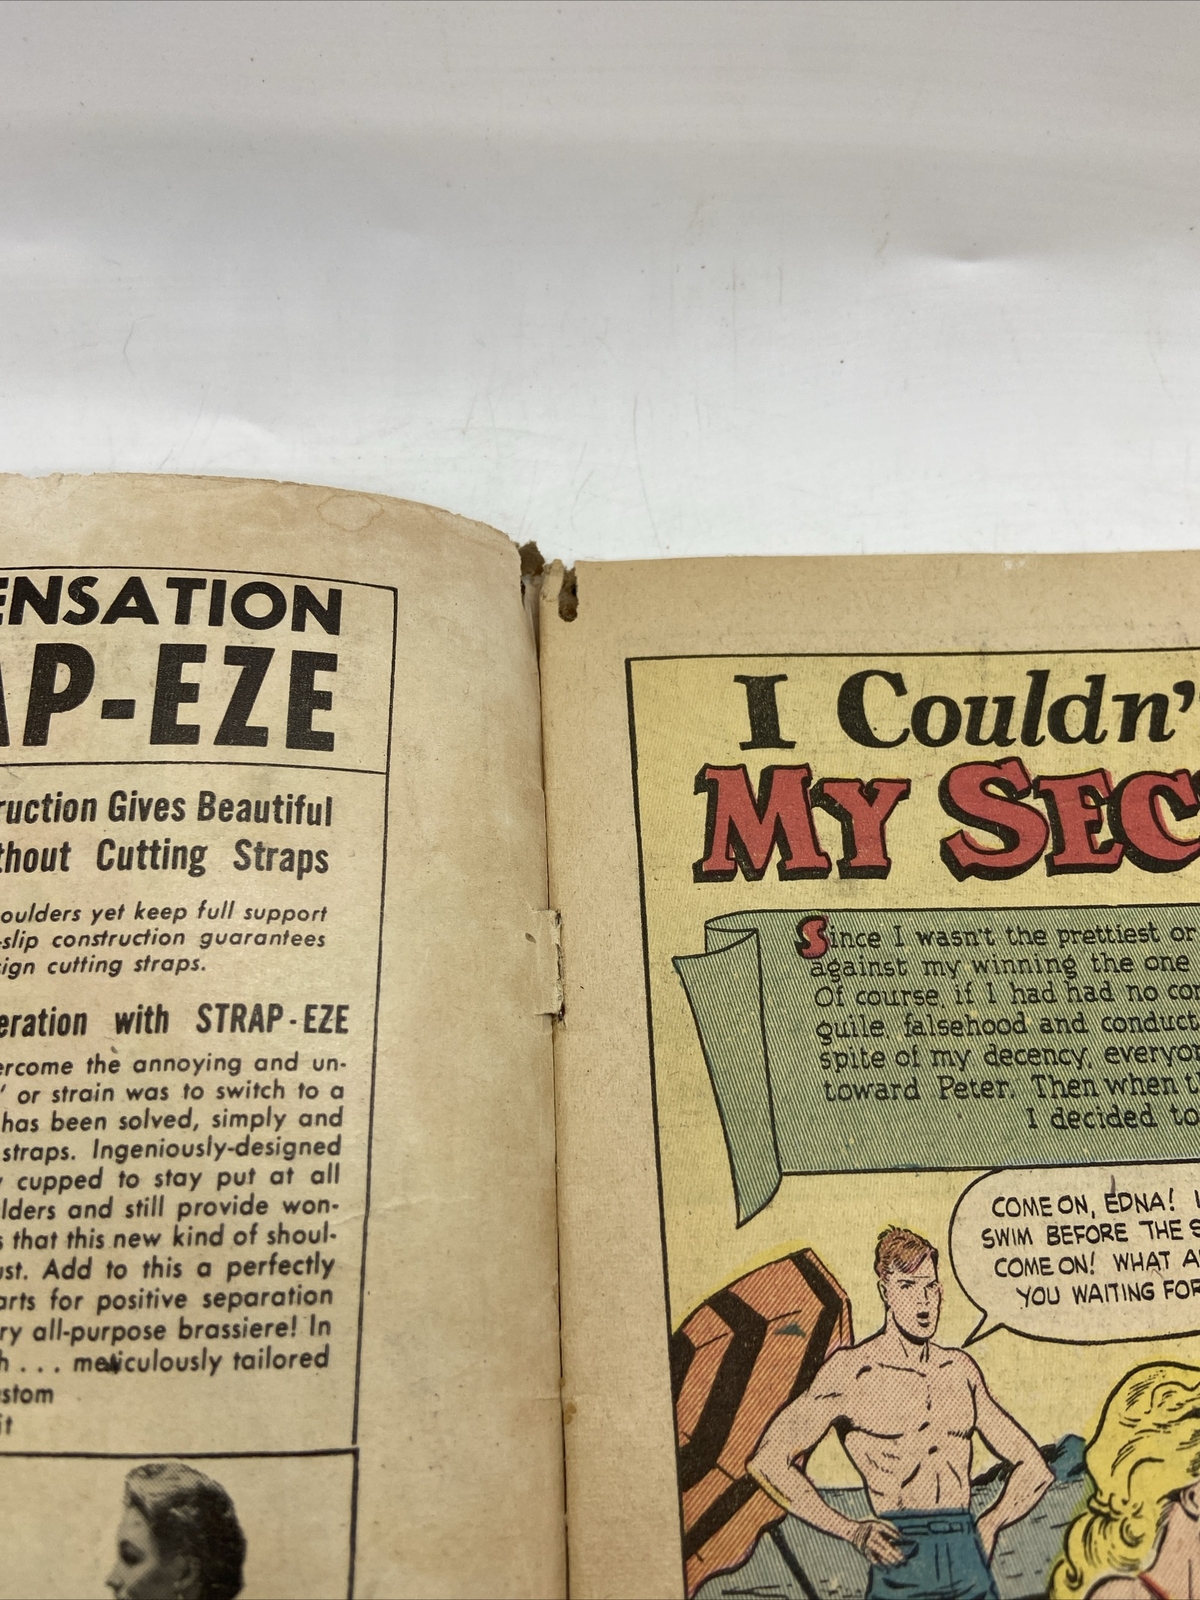 ENSATION
AP-EZE
ruction Gives Beautiful
thout Cutting Straps
oulders yet keep full support
-slip construction guarantees
sign cutting straps.
eration with STRAP-EZE
ercome the annoying and un-
" or strain was to switch to a
has been solved, simply and
straps. Ingeniously-designed
y cupped to stay put at all
lders and still provide won-
s that this new kind of shoul-
ust. Add to this a perfectly
arts for positive separation
ry all-purpose brassiere! In
h . . . meticulously tailored
ustom
it
I Couldn'
MY SEC
Since I wasn't the prettiest or
against my winning the one
Of course, if I had had no con
guile, falsehood and conduct
spite of my decency, everyon
toward Peter. Then when th
I decided to
COME ON, EDNA! I
SWIM BEFORE THE S
COME ON! WHAT A
YOU WAITING FOR